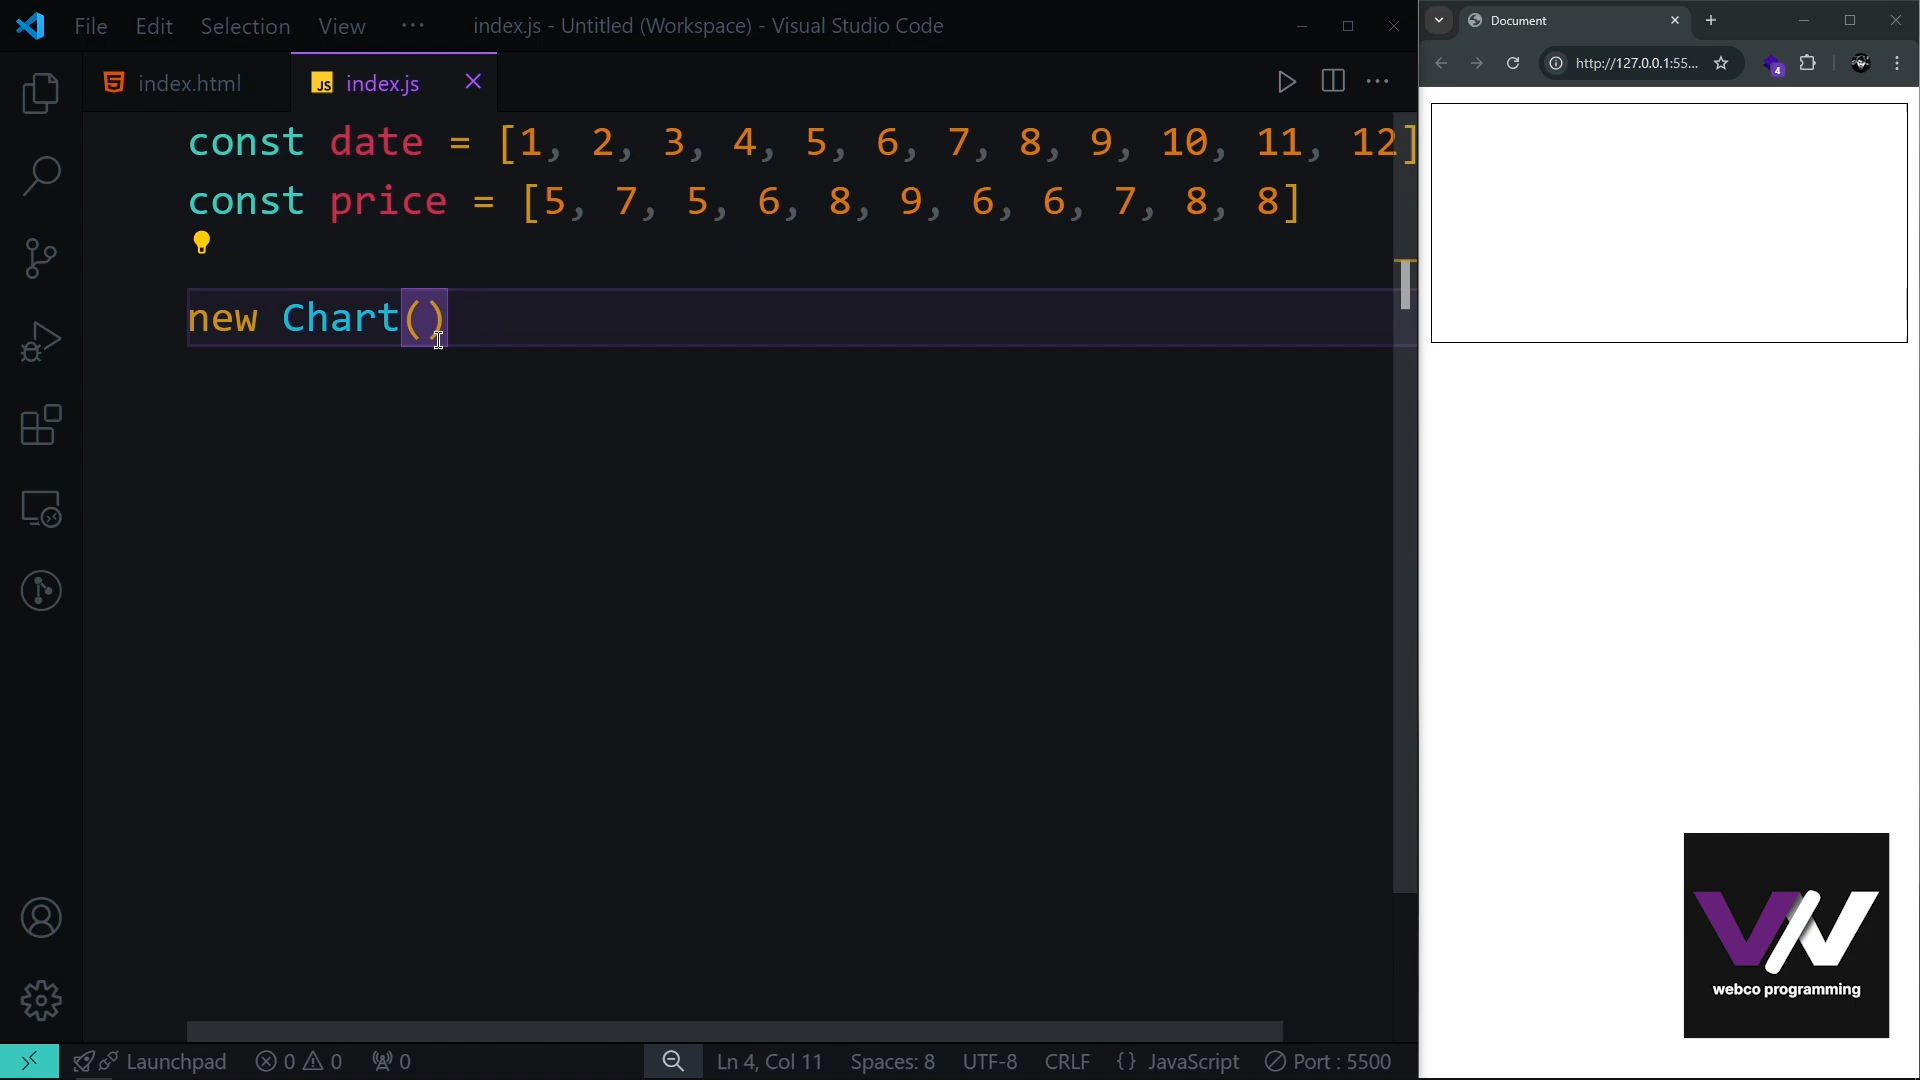 File Edit Selection View ··· index.js - Untitled (Workspace) - Visual Studio Code
index.html index.js
const date = [1, 2, 3, 4, 5, 6, 7, 8, 9, 10, 11, 12]
const price = [5, 7, 5, 6, 8, 9, 6, 6, 7, 8, 8]
new Chart()
Launchpad 0 0 0 Ln 4, Col 11 Spaces: 8 UTF-8 CRLF {} JavaScript Port : 5500
Document
http://127.0.0.1:55...
4
webco programming